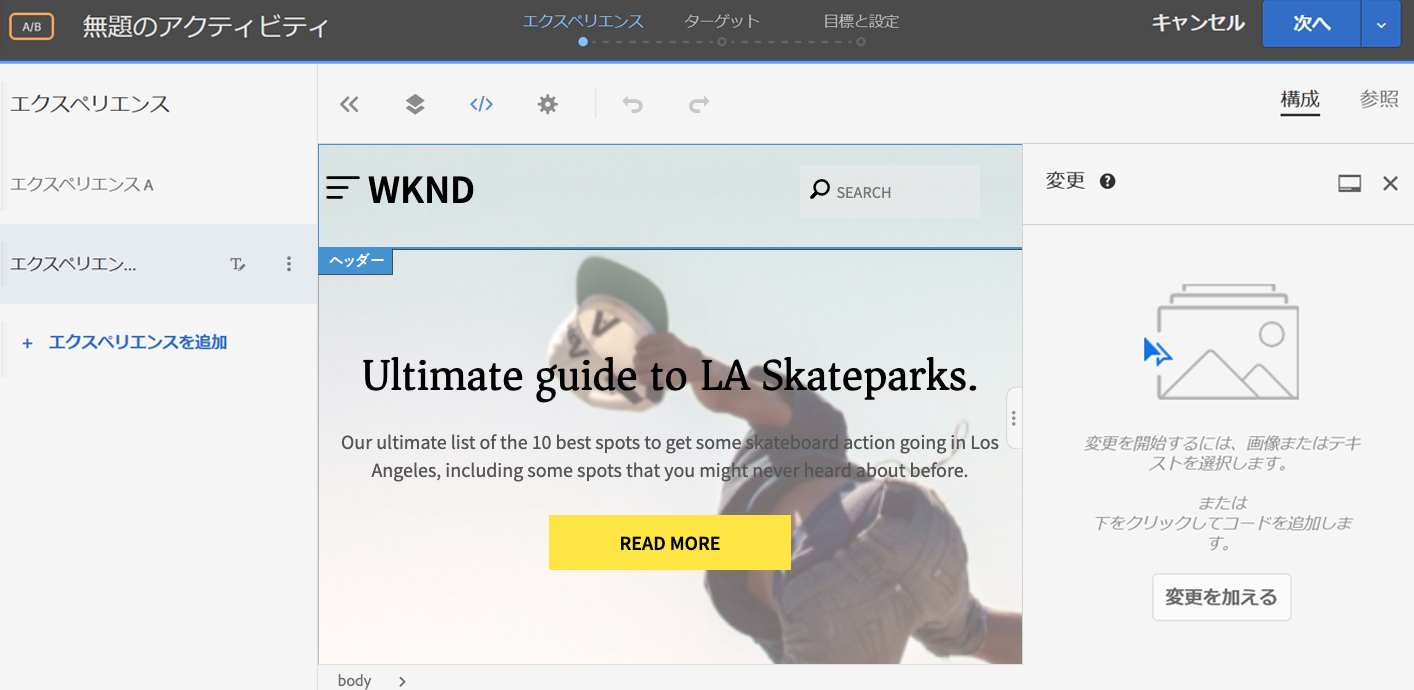 A/B 無題のアクティビティ
エクスペリエンス ターゲット 目標と設定
キャンセル 次へ
エクスペリエンス
エクスペリエンス A
エクスペリエン...
+ エクスペリエンスを追加
構成 参照
WKND
SEARCH
ヘッダー
Ultimate guide to LA Skateparks.
Our ultimate list of the 10 best spots to get some skateboard action going in Los
Angeles, including some spots that you might never heard about before.
READ MORE
body
変更
変更を開始するには、画像またはテキ
ストを選択します。
または
下をクリックしてコードを追加しま
す。
変更を加える